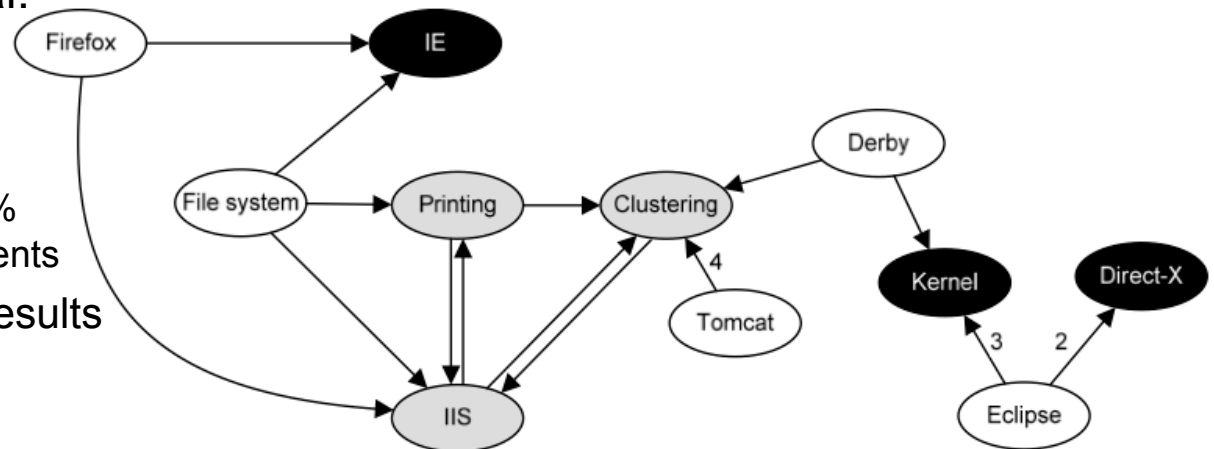 Firefox
IE
Derby
%
ents
File system
Printing
Clustering
4
Kernel
Direct-X
esults
Tomcat
3
2
IIS
Eclipse